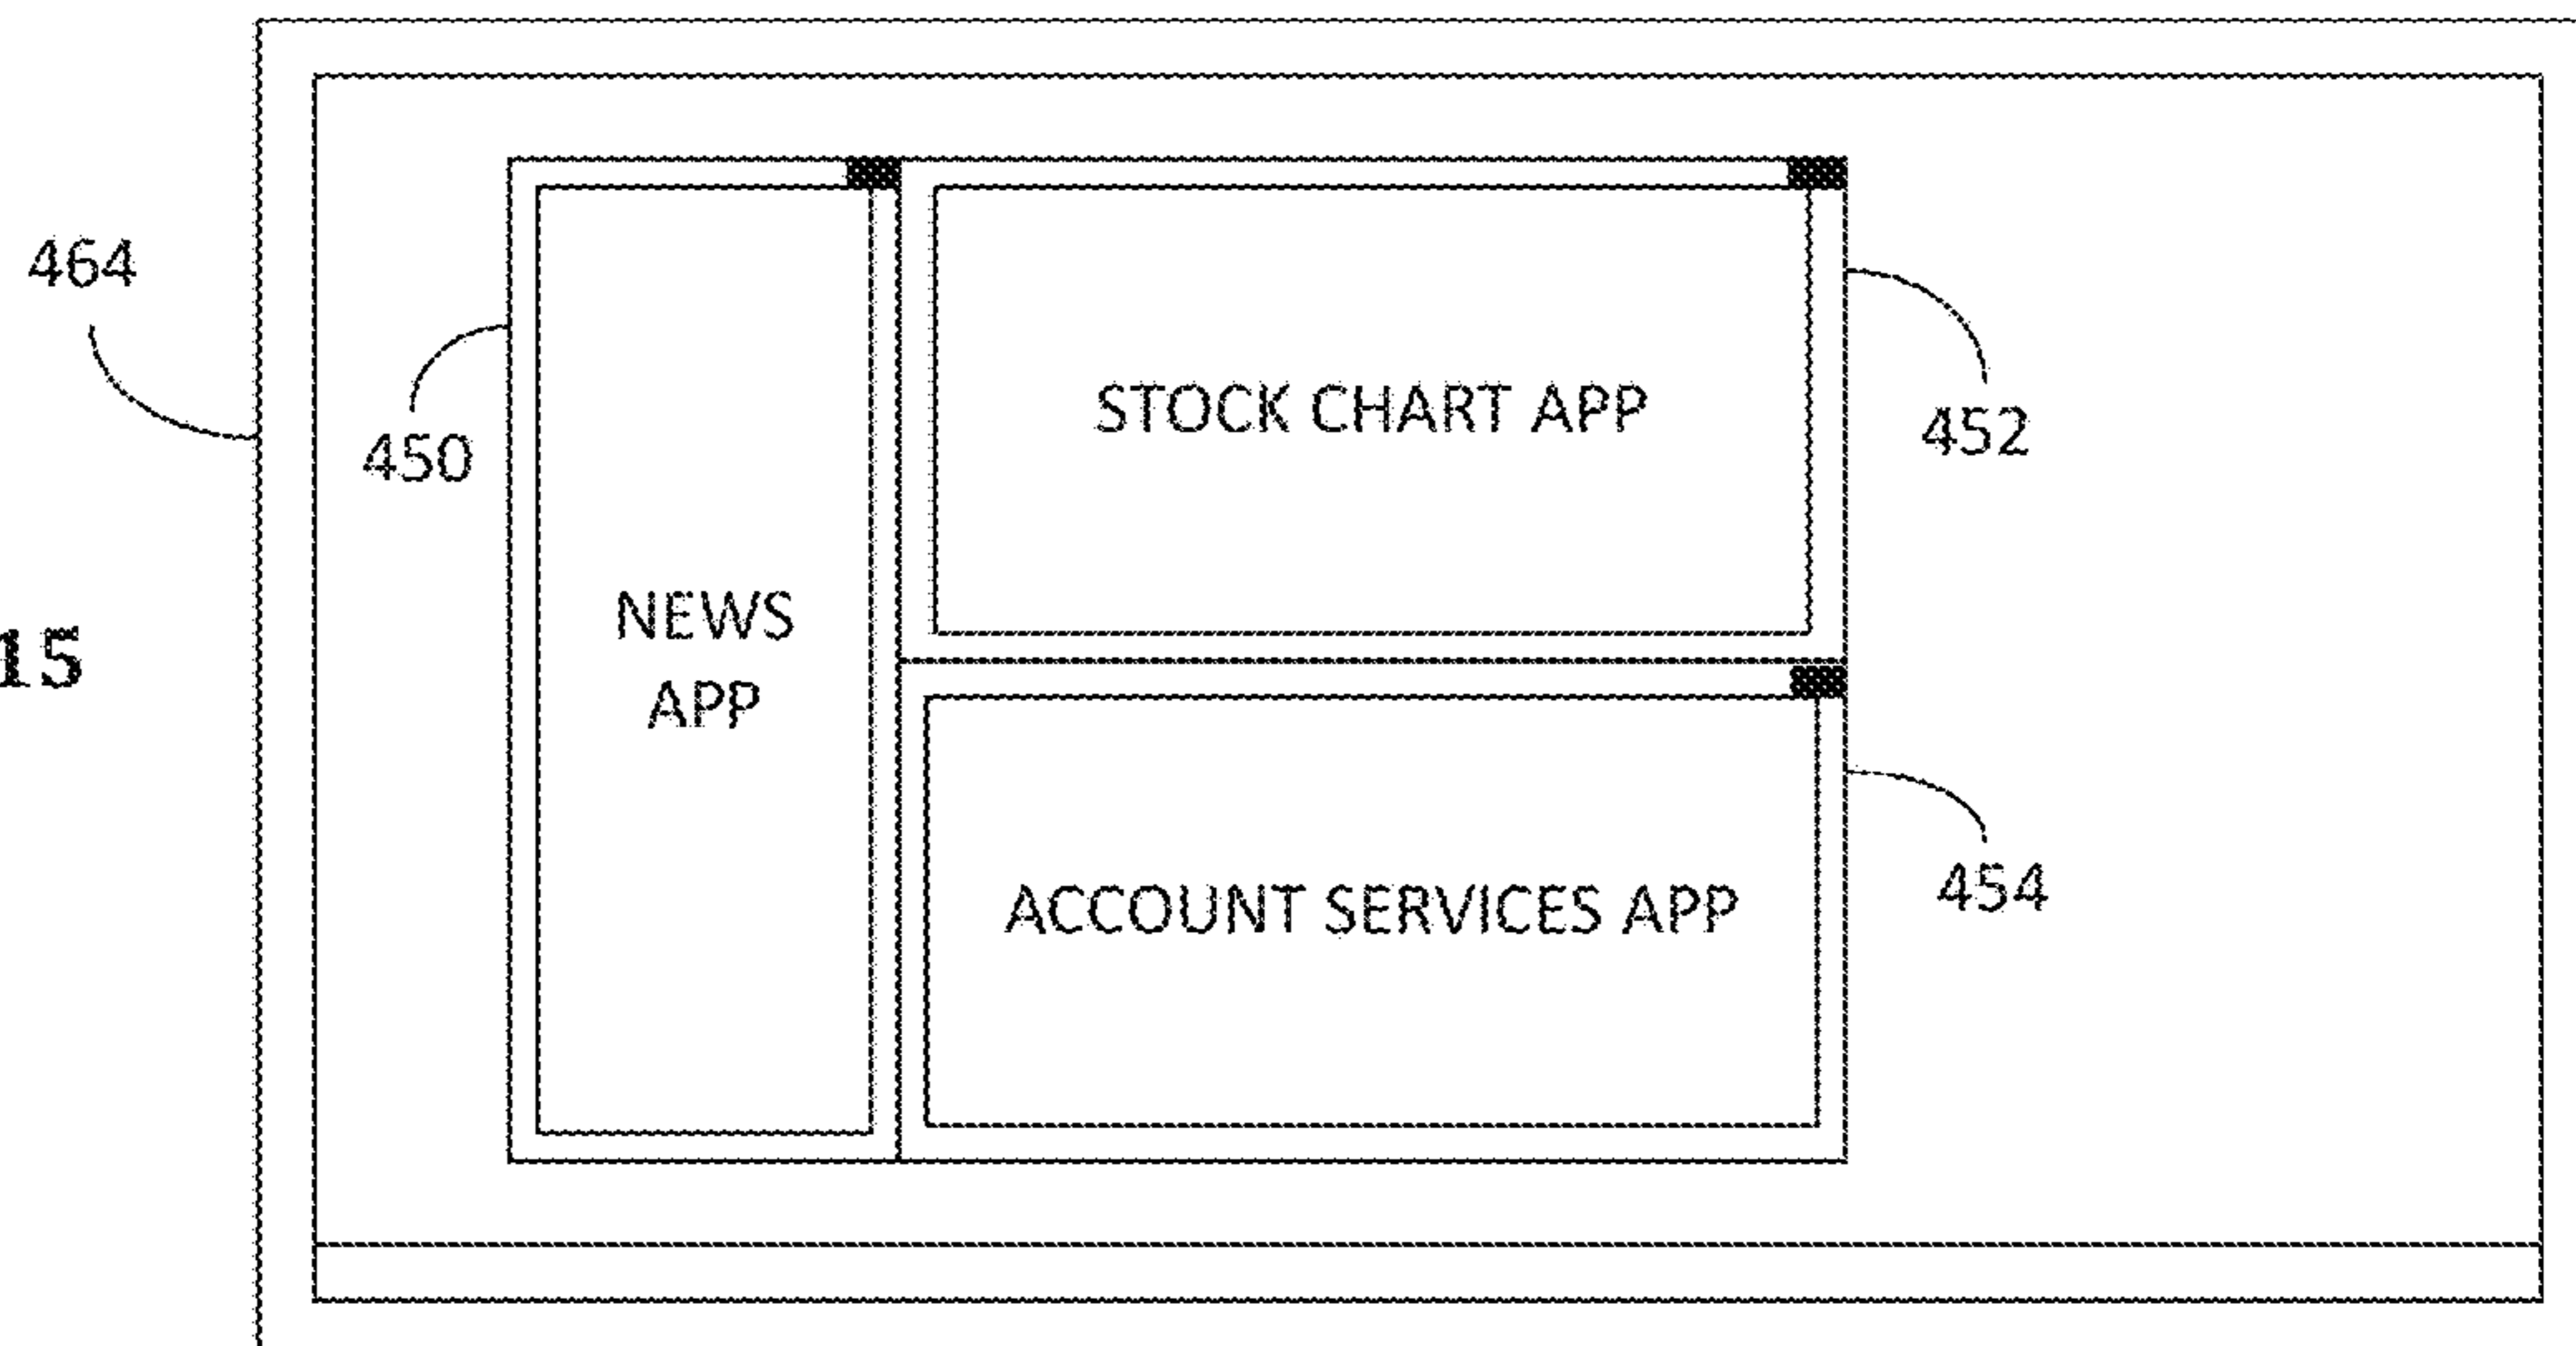 464
450
STOCK CHART APP
452
NEWS
APP
15
ACCOUNT SERVICES APP
454